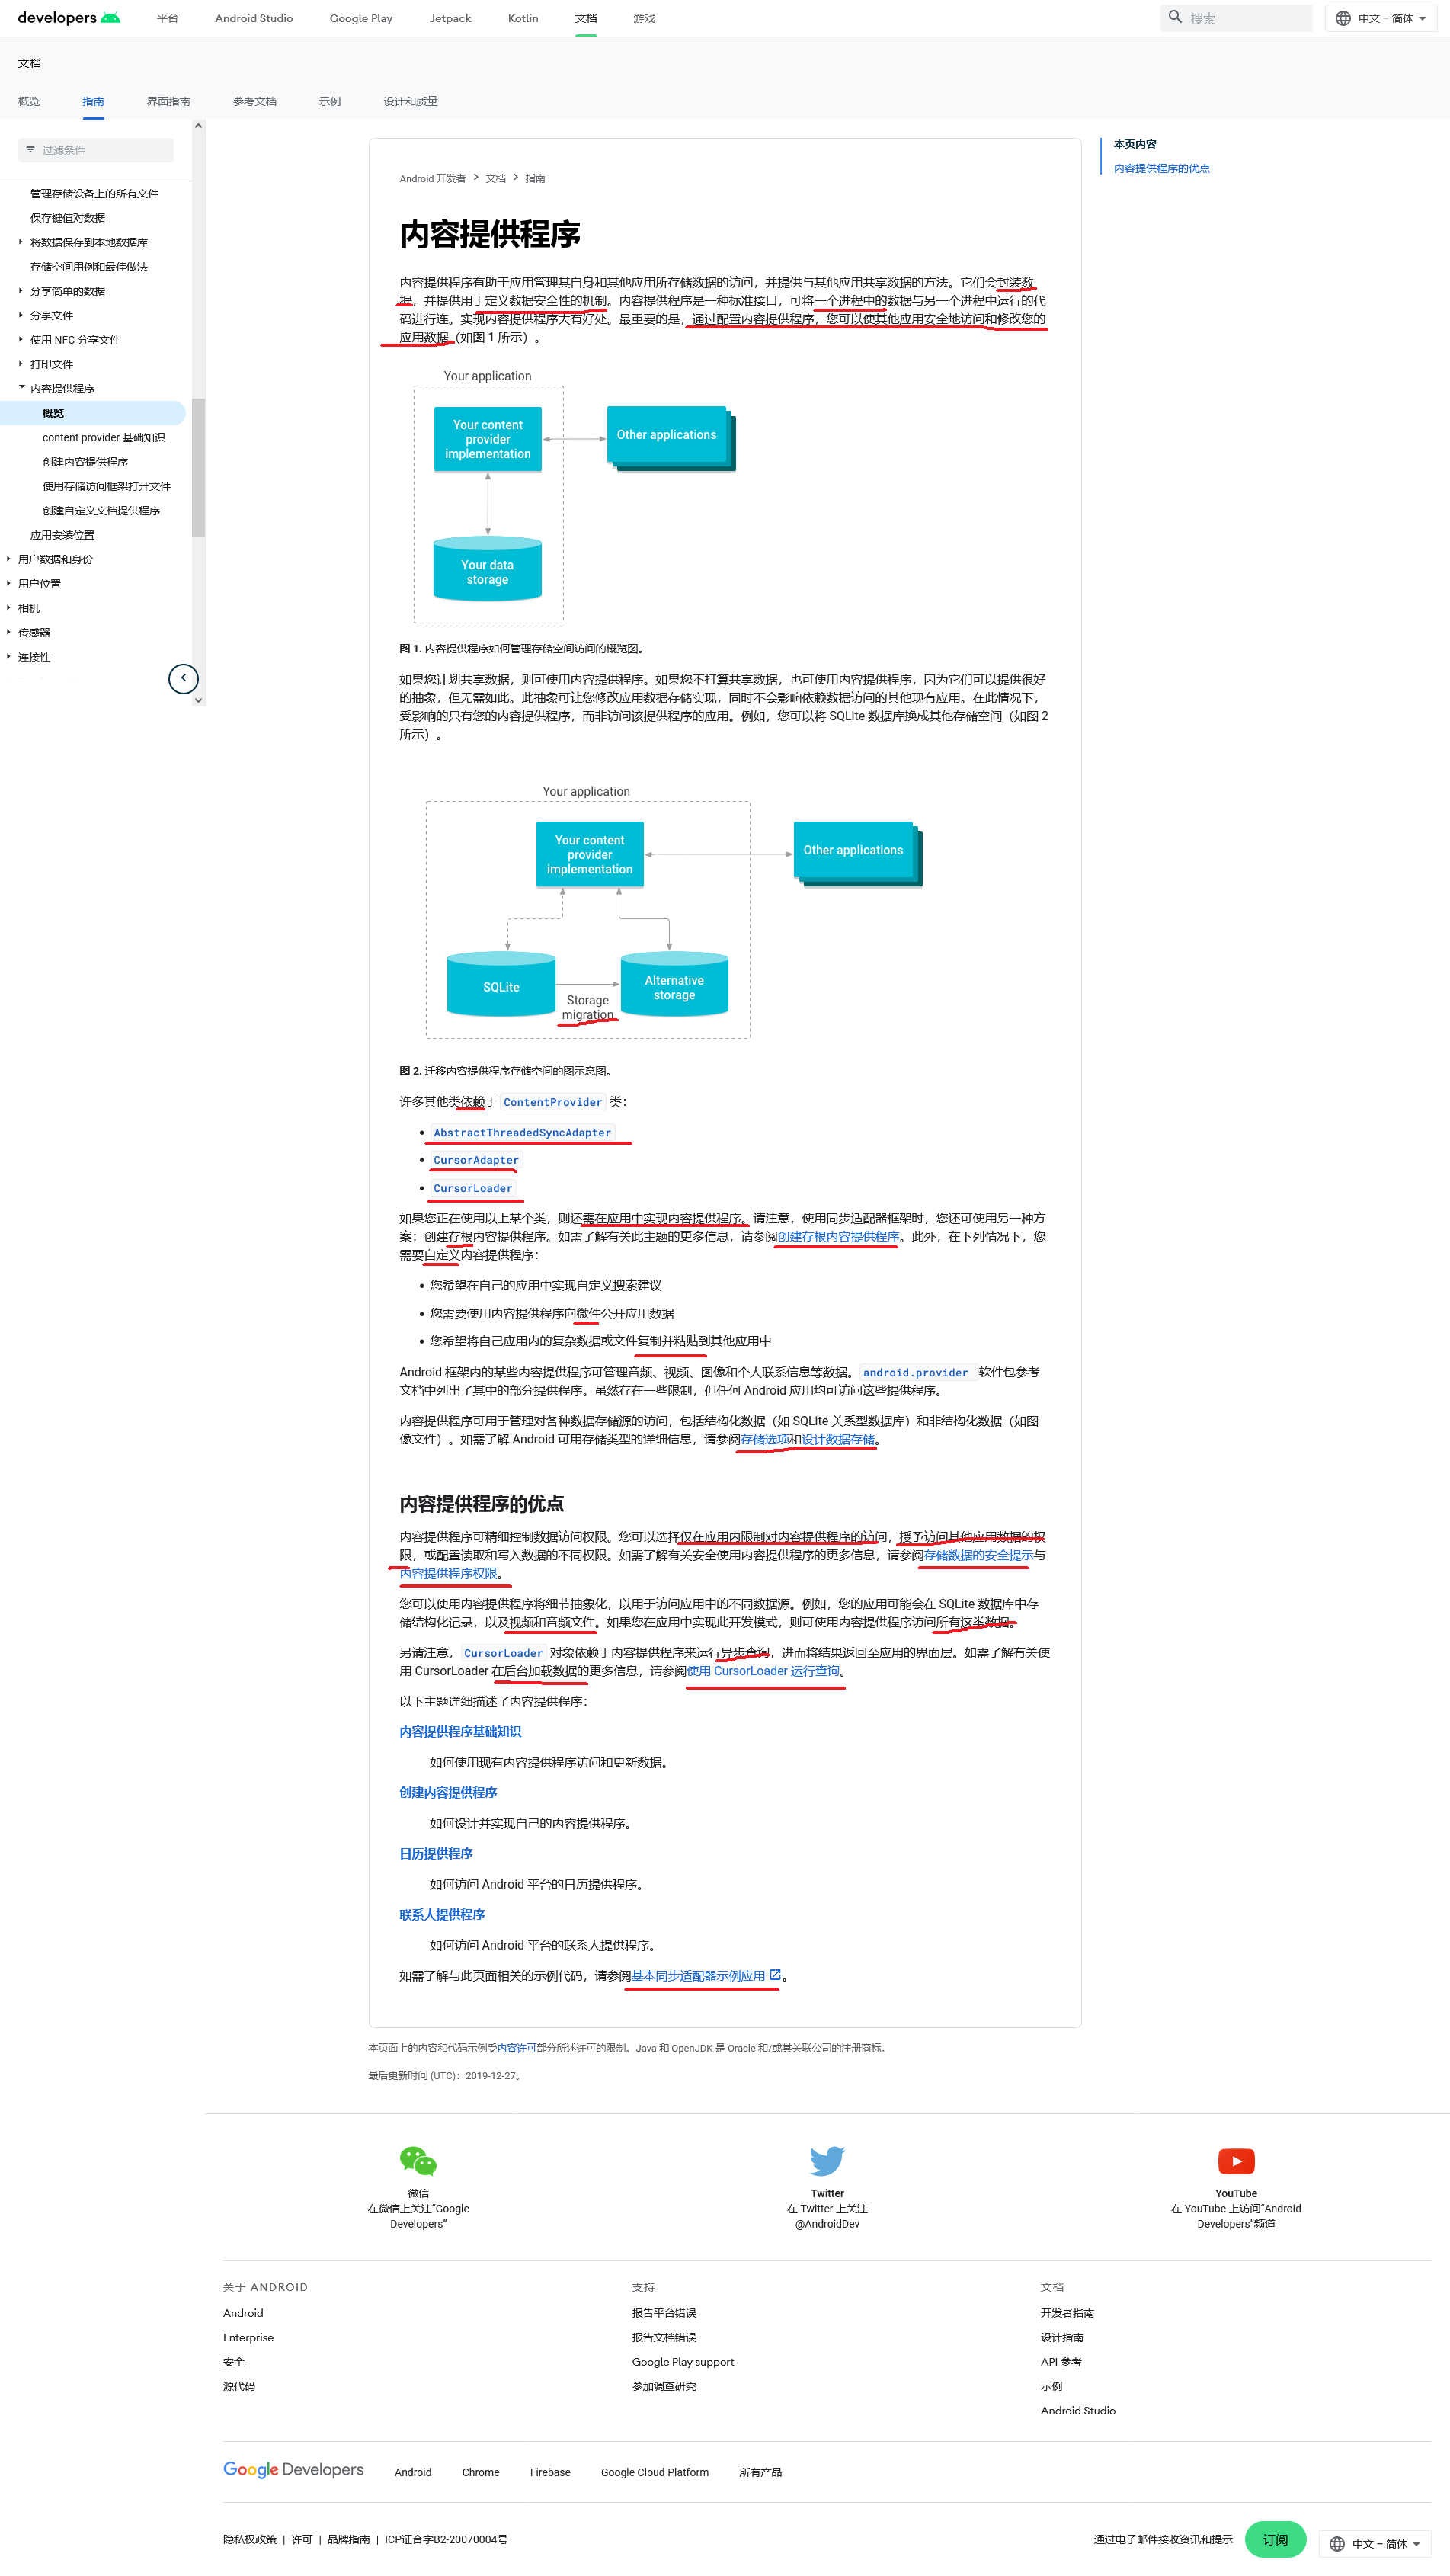 developers
平台
Android Studio
Google Play
Jetpack
Kotlin
文档
游戏
搜索
中文 – 简体
文档
概览
指南
界面指南
参考文档
示例
设计和质量
过滤条件
管理存储设备上的所有文件
保存键值对数据
将数据保存到本地数据库
存储空间用例和最佳做法
分享简单的数据
分享文件
使用 NFC 分享文件
打印文件
内容提供程序
概览
content provider 基础知识
创建内容提供程序
使用存储访问框架打开文件
创建自定义文档提供程序
应用安装位置
用户数据和身份
用户位置
相机
传感器
连接性
Android 开发者 > 文档 > 指南
内容提供程序
内容提供程序有助于应用管理其自身和其他应用所存储数据的访问，并提供与其他应用共享数据的方法。它们会封装数
据，并提供用于定义数据安全性的机制。内容提供程序是一种标准接口，可将一个进程中的数据与另一个进程中运行的代
码进行连。实现内容提供程序大有好处。最重要的是，通过配置内容提供程序，您可以使其他应用安全地访问和修改您的
应用数据（如图 1 所示）。
Your application
Your content
provider
implementation
Other applications
Your data
storage
图 1. 内容提供程序如何管理存储空间访问的概览图。
如果您计划共享数据，则可使用内容提供程序。如果您不打算共享数据，也可使用内容提供程序，因为它们可以提供很好
的抽象，但无需如此。此抽象可让您修改应用数据存储实现，同时不会影响依赖数据访问的其他现有应用。在此情况下，
受影响的只有您的内容提供程序，而非访问该提供程序的应用。例如，您可以将 SQLite 数据库换成其他存储空间（如图 2
所示）。
Your application
Your content
provider
implementation
Other applications
SQLite
Storage
migration
Alternative
storage
图 2. 迁移内容提供程序存储空间的图示意图。
许多其他类依赖于 ContentProvider 类：
• AbstractThreadedSyncAdapter
• CursorAdapter
• CursorLoader
如果您正在使用以上某个类，则还需在应用中实现内容提供程序。请注意，使用同步适配器框架时，您还可使用另一种方
案：创建存根内容提供程序。如需了解有关此主题的更多信息，请参阅创建存根内容提供程序。此外，在下列情况下，您
需要自定义内容提供程序：
• 您希望在自己的应用中实现自定义搜索建议
• 您需要使用内容提供程序向微件公开应用数据
• 您希望将自己应用内的复杂数据或文件复制并粘贴到其他应用中
Android 框架内的某些内容提供程序可管理音频、视频、图像和个人联系信息等数据。android.provider 软件包参考
文档中列出了其中的部分提供程序。虽然存在一些限制，但任何 Android 应用均可访问这些提供程序。
内容提供程序可用于管理对各种数据存储源的访问，包括结构化数据（如 SQLite 关系型数据库）和非结构化数据（如图
像文件）。如需了解 Android 可用存储类型的详细信息，请参阅存储选项和设计数据存储。
内容提供程序的优点
内容提供程序可精细控制数据访问权限。您可以选择仅在应用内限制对内容提供程序的访问，授予访问其他应用数据的权
限，或配置读取和写入数据的不同权限。如需了解有关安全使用内容提供程序的更多信息，请参阅存储数据的安全提示与
内容提供程序权限。
您可以使用内容提供程序将细节抽象化，以用于访问应用中的不同数据源。例如，您的应用可能会在 SQLite 数据库中存
储结构化记录，以及视频和音频文件。如果您在应用中实现此开发模式，则可使用内容提供程序访问所有这类数据。
另请注意，CursorLoader 对象依赖于内容提供程序来运行异步查询，进而将结果返回至应用的界面层。如需了解有关使
用 CursorLoader 在后台加载数据的更多信息，请参阅使用 CursorLoader 运行查询。
以下主题详细描述了内容提供程序：
内容提供程序基础知识
如何使用现有内容提供程序访问和更新数据。
创建内容提供程序
如何设计并实现自己的内容提供程序。
日历提供程序
如何访问 Android 平台的日历提供程序。
联系人提供程序
如何访问 Android 平台的联系人提供程序。
如需了解与此页面相关的示例代码，请参阅基本同步适配器示例应用。
本页内容
内容提供程序的优点
本页面上的内容和代码示例受内容许可部分所述许可的限制。Java 和 OpenJDK 是 Oracle 和/或其关联公司的注册商标。
最后更新时间 (UTC)：2019-12-27。
微信
在微信上关注“Google
Developers”
Twitter
在 Twitter 上关注
@AndroidDev
YouTube
在 YouTube 上访问“Android
Developers”频道
关于 ANDROID
Android
Enterprise
安全
源代码
支持
报告平台错误
报告文档错误
Google Play support
参加调查研究
文档
开发者指南
设计指南
API 参考
示例
Android Studio
Google Developers
Android
Chrome
Firebase
Google Cloud Platform
所有产品
隐私权政策 | 许可 | 品牌指南 | ICP证合字B2-20070004号
通过电子邮件接收资讯和提示
订阅
中文 – 简体